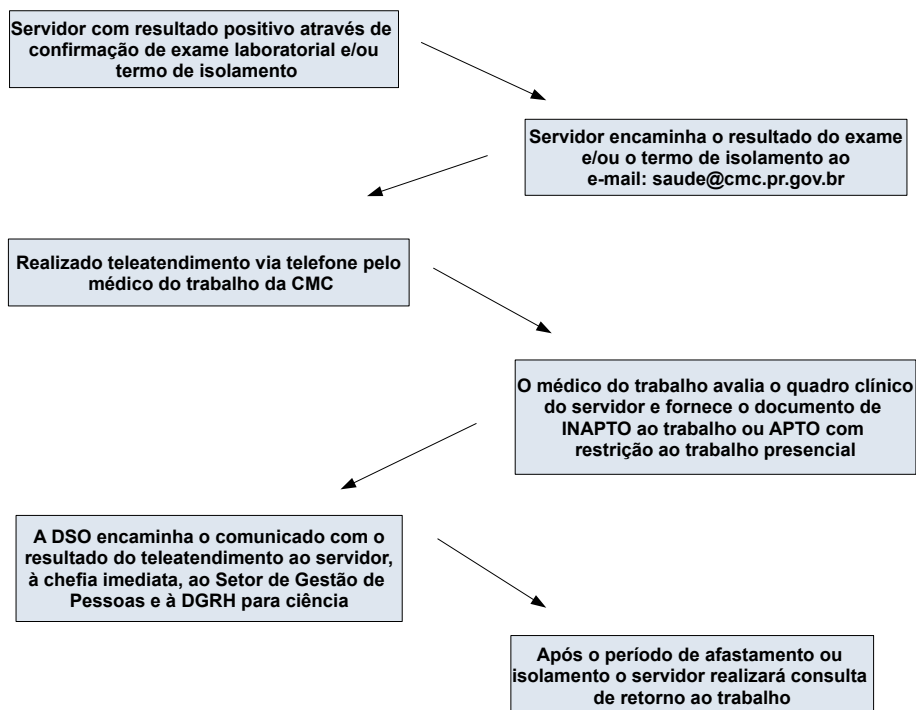 Servidor com resultado positivo através de
confirmação de exame laboratorial e/ou
termo de isolamento
Servidor encaminha o resultado do exame
e/ou o termo de isolamento ao
e-mail: saude@cmc.pr.gov.br
Realizado teleatendimento via telefone pelo
médico do trabalho da CMC
O médico do trabalho avalia o quadro clínico
do servidor e fornece o documento de
INAPTO ao trabalho ou APTO com
restrição ao trabalho presencial
A DSO encaminha o comunicado com o
resultado do teleatendimento ao servidor,
à chefia imediata, ao Setor de Gestão de
Pessoas e à DGRH para ciência
Após o período de afastamento ou
isolamento o servidor realizará consulta
de retorno ao trabalho